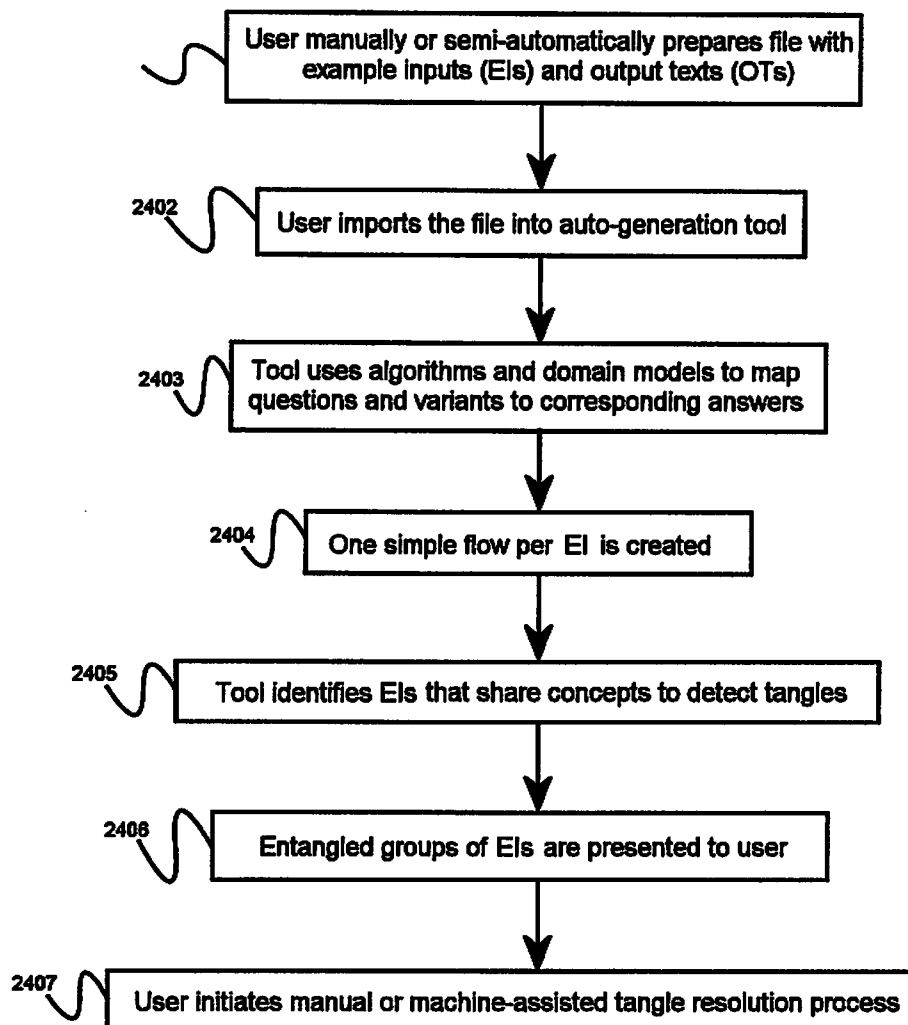 User manually or semi-automatically prepares file with
example inputs (EIs) and output texts (OTs)
2402
User imports the file into auto-generation tool
2403
Tool uses algorithms and domain models to map
questions and variants to corresponding answers
2404
One simple flow per EI is created
2405
Tool identifies EIs that share concepts to detect tangles
2406
Entangled groups of EIs are presented to user
2407
User initiates manual or machine-assisted tangle resolution process